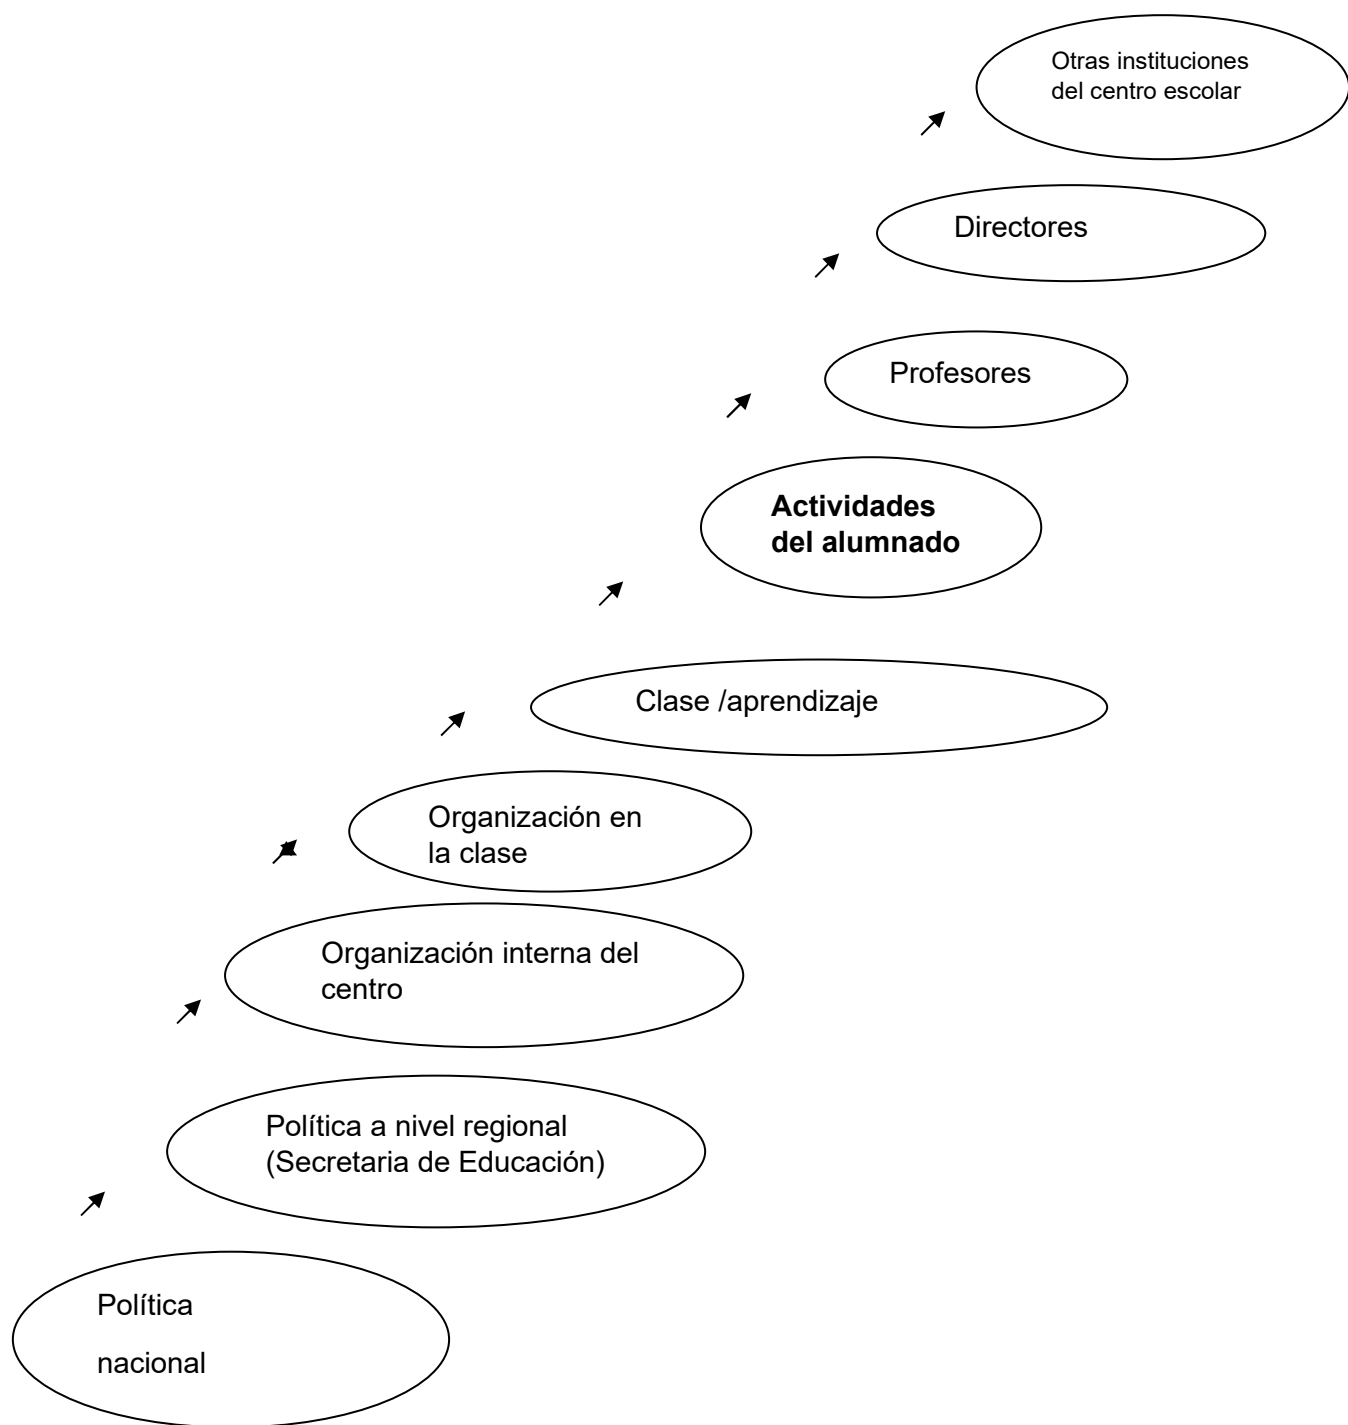 Otras instituciones
del centro escolar
Directores
Profesores
Actividades
del alumnado
Clase /aprendizaje
Organización en
la clase
Organización interna del
centro
Política a nivel regional
(Secretaria de Educación)
Política
nacional